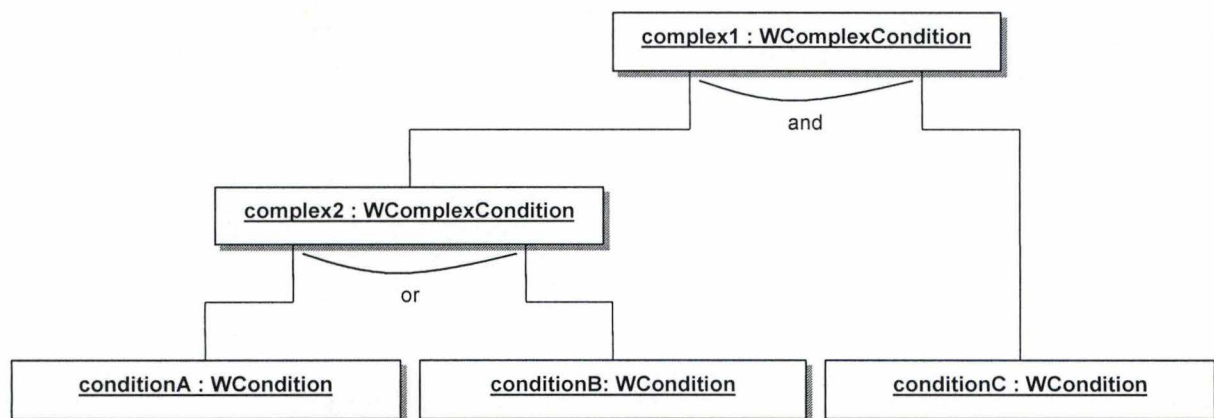 complex1 : WComplexCondition
and
complex2 : WComplexCondition
or
conditionA : WCondition
conditionB: WCondition
conditionC : WCondition